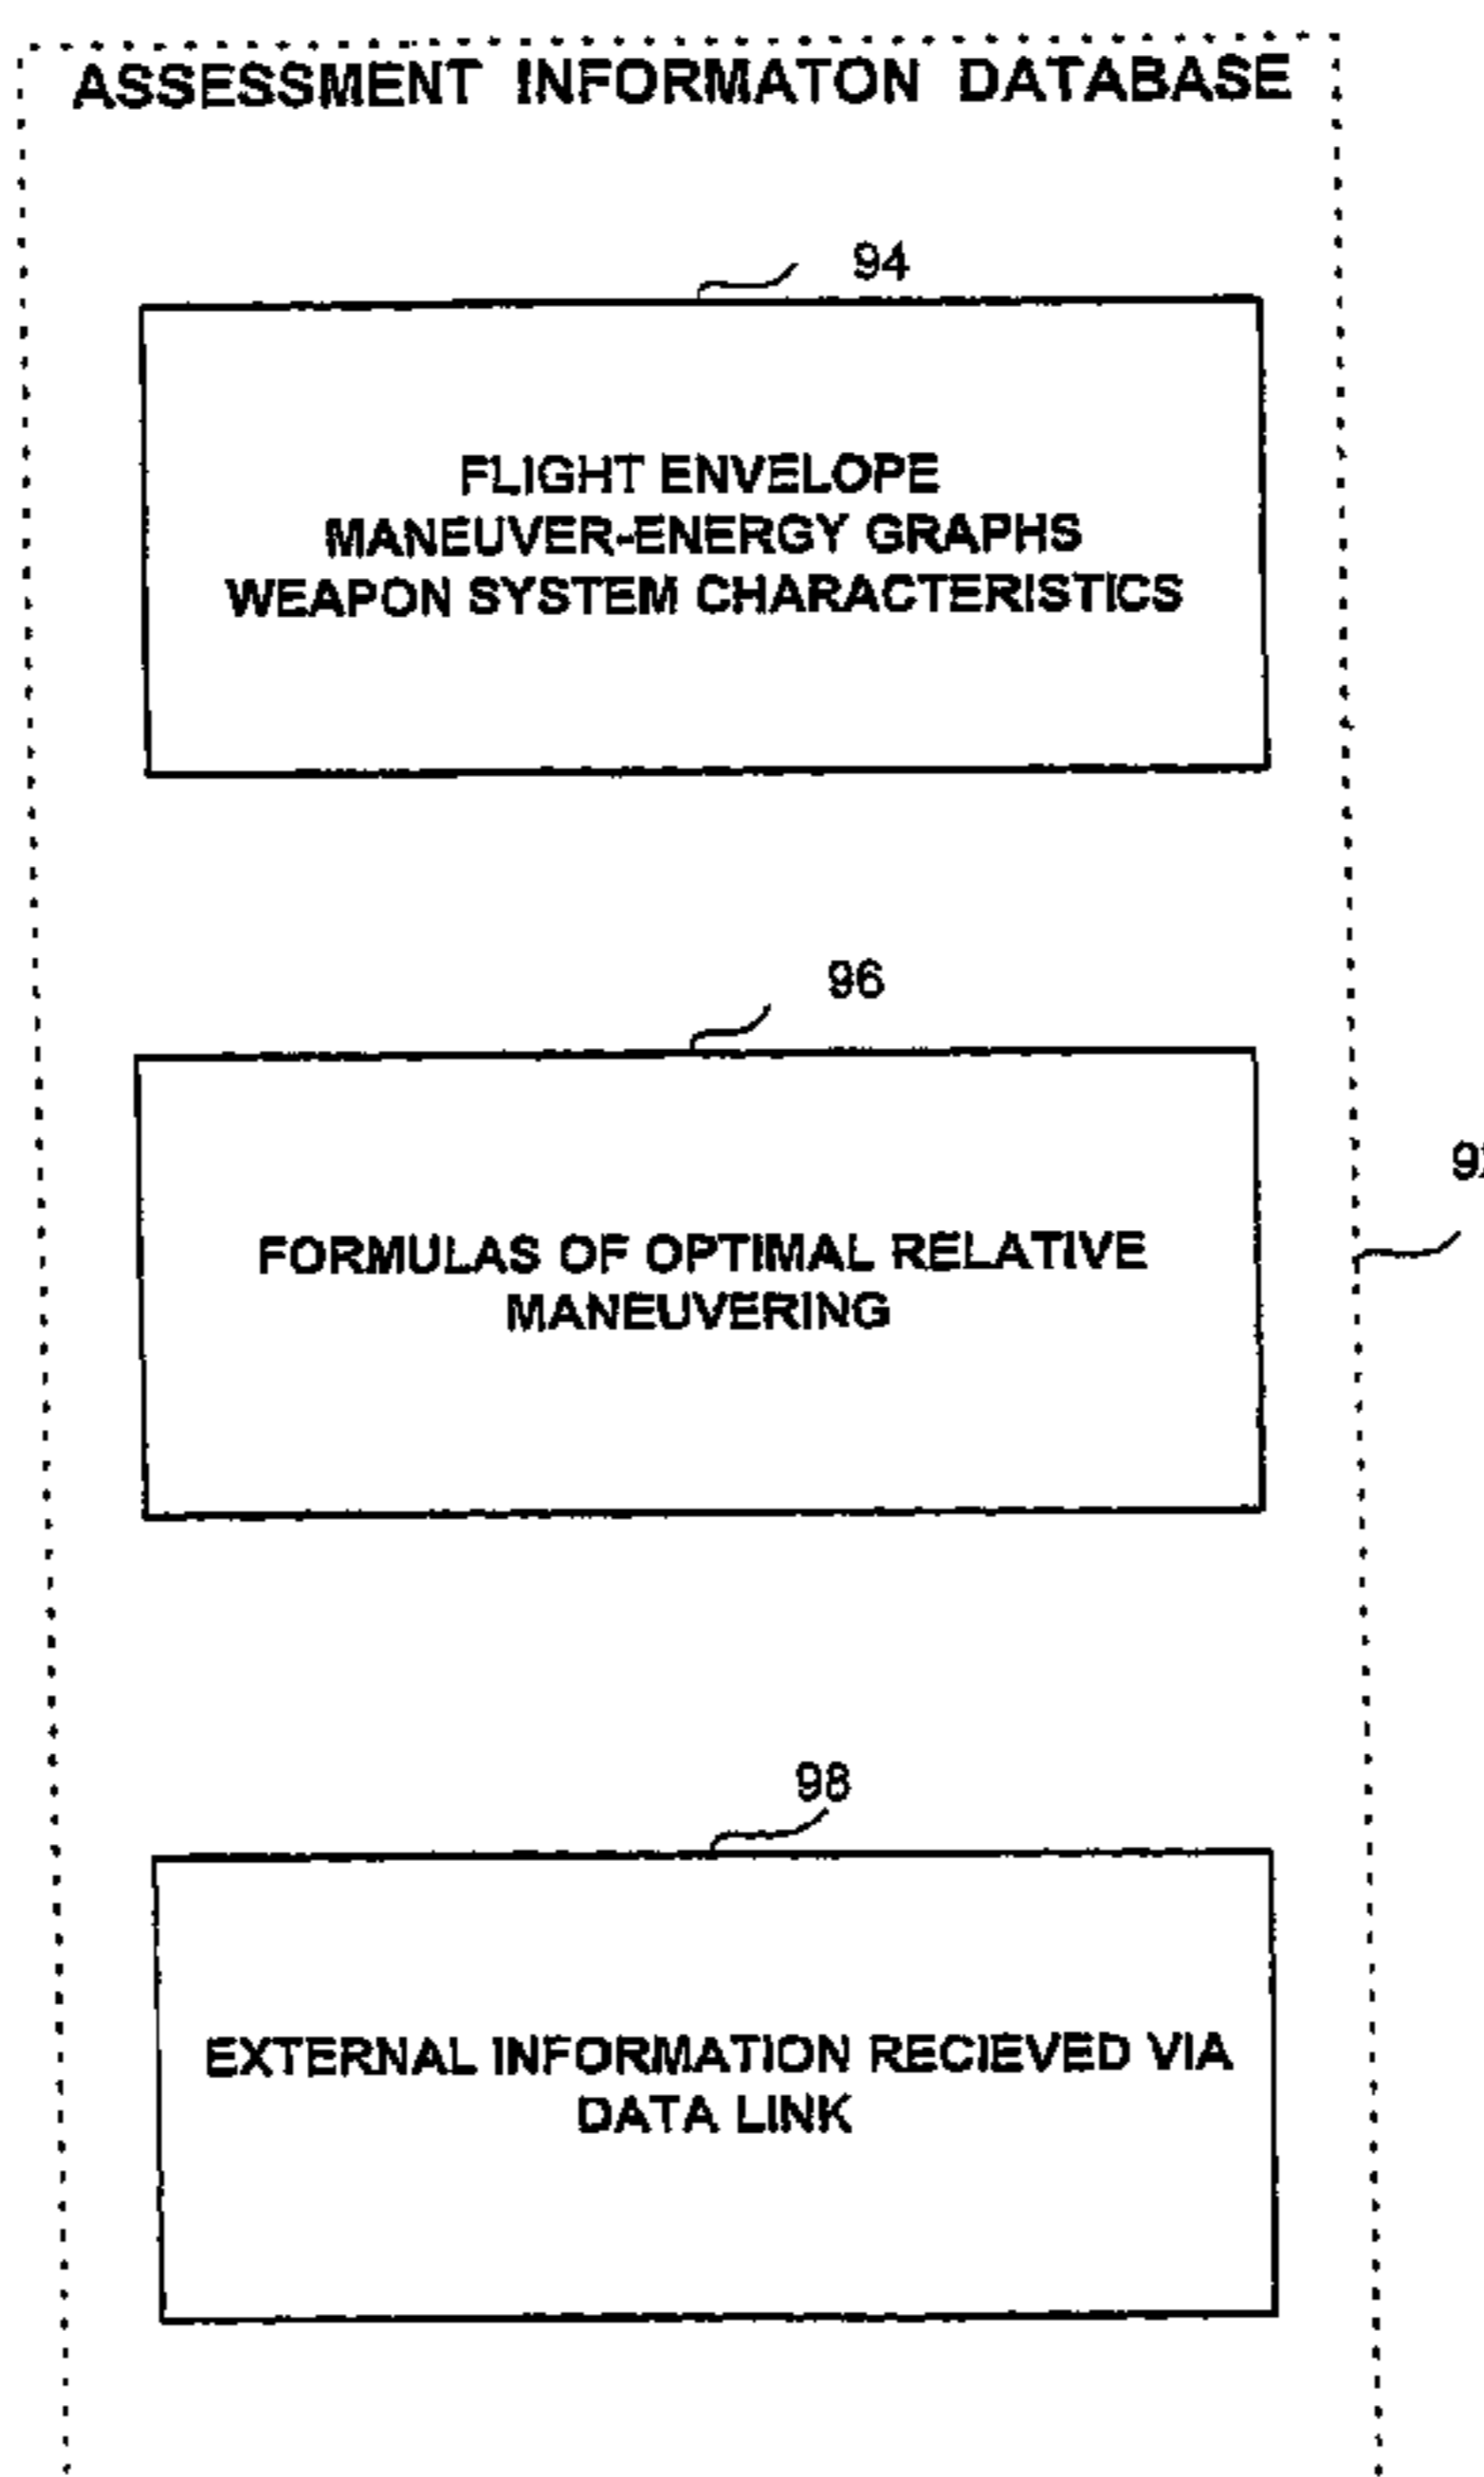 ASSESSMENT INFORMATON DATABASE
94
FLIGHT ENVELOPE
MANEUVER-ENERGY GRAPHS
WEAPON SYSTEM CHARACTERISTICS
96
FORMULAS OF OPTIMAL RELATIVE
MANEUVERING
98
EXTERNAL INFORMATION RECIEVED VIA
DATA LINK